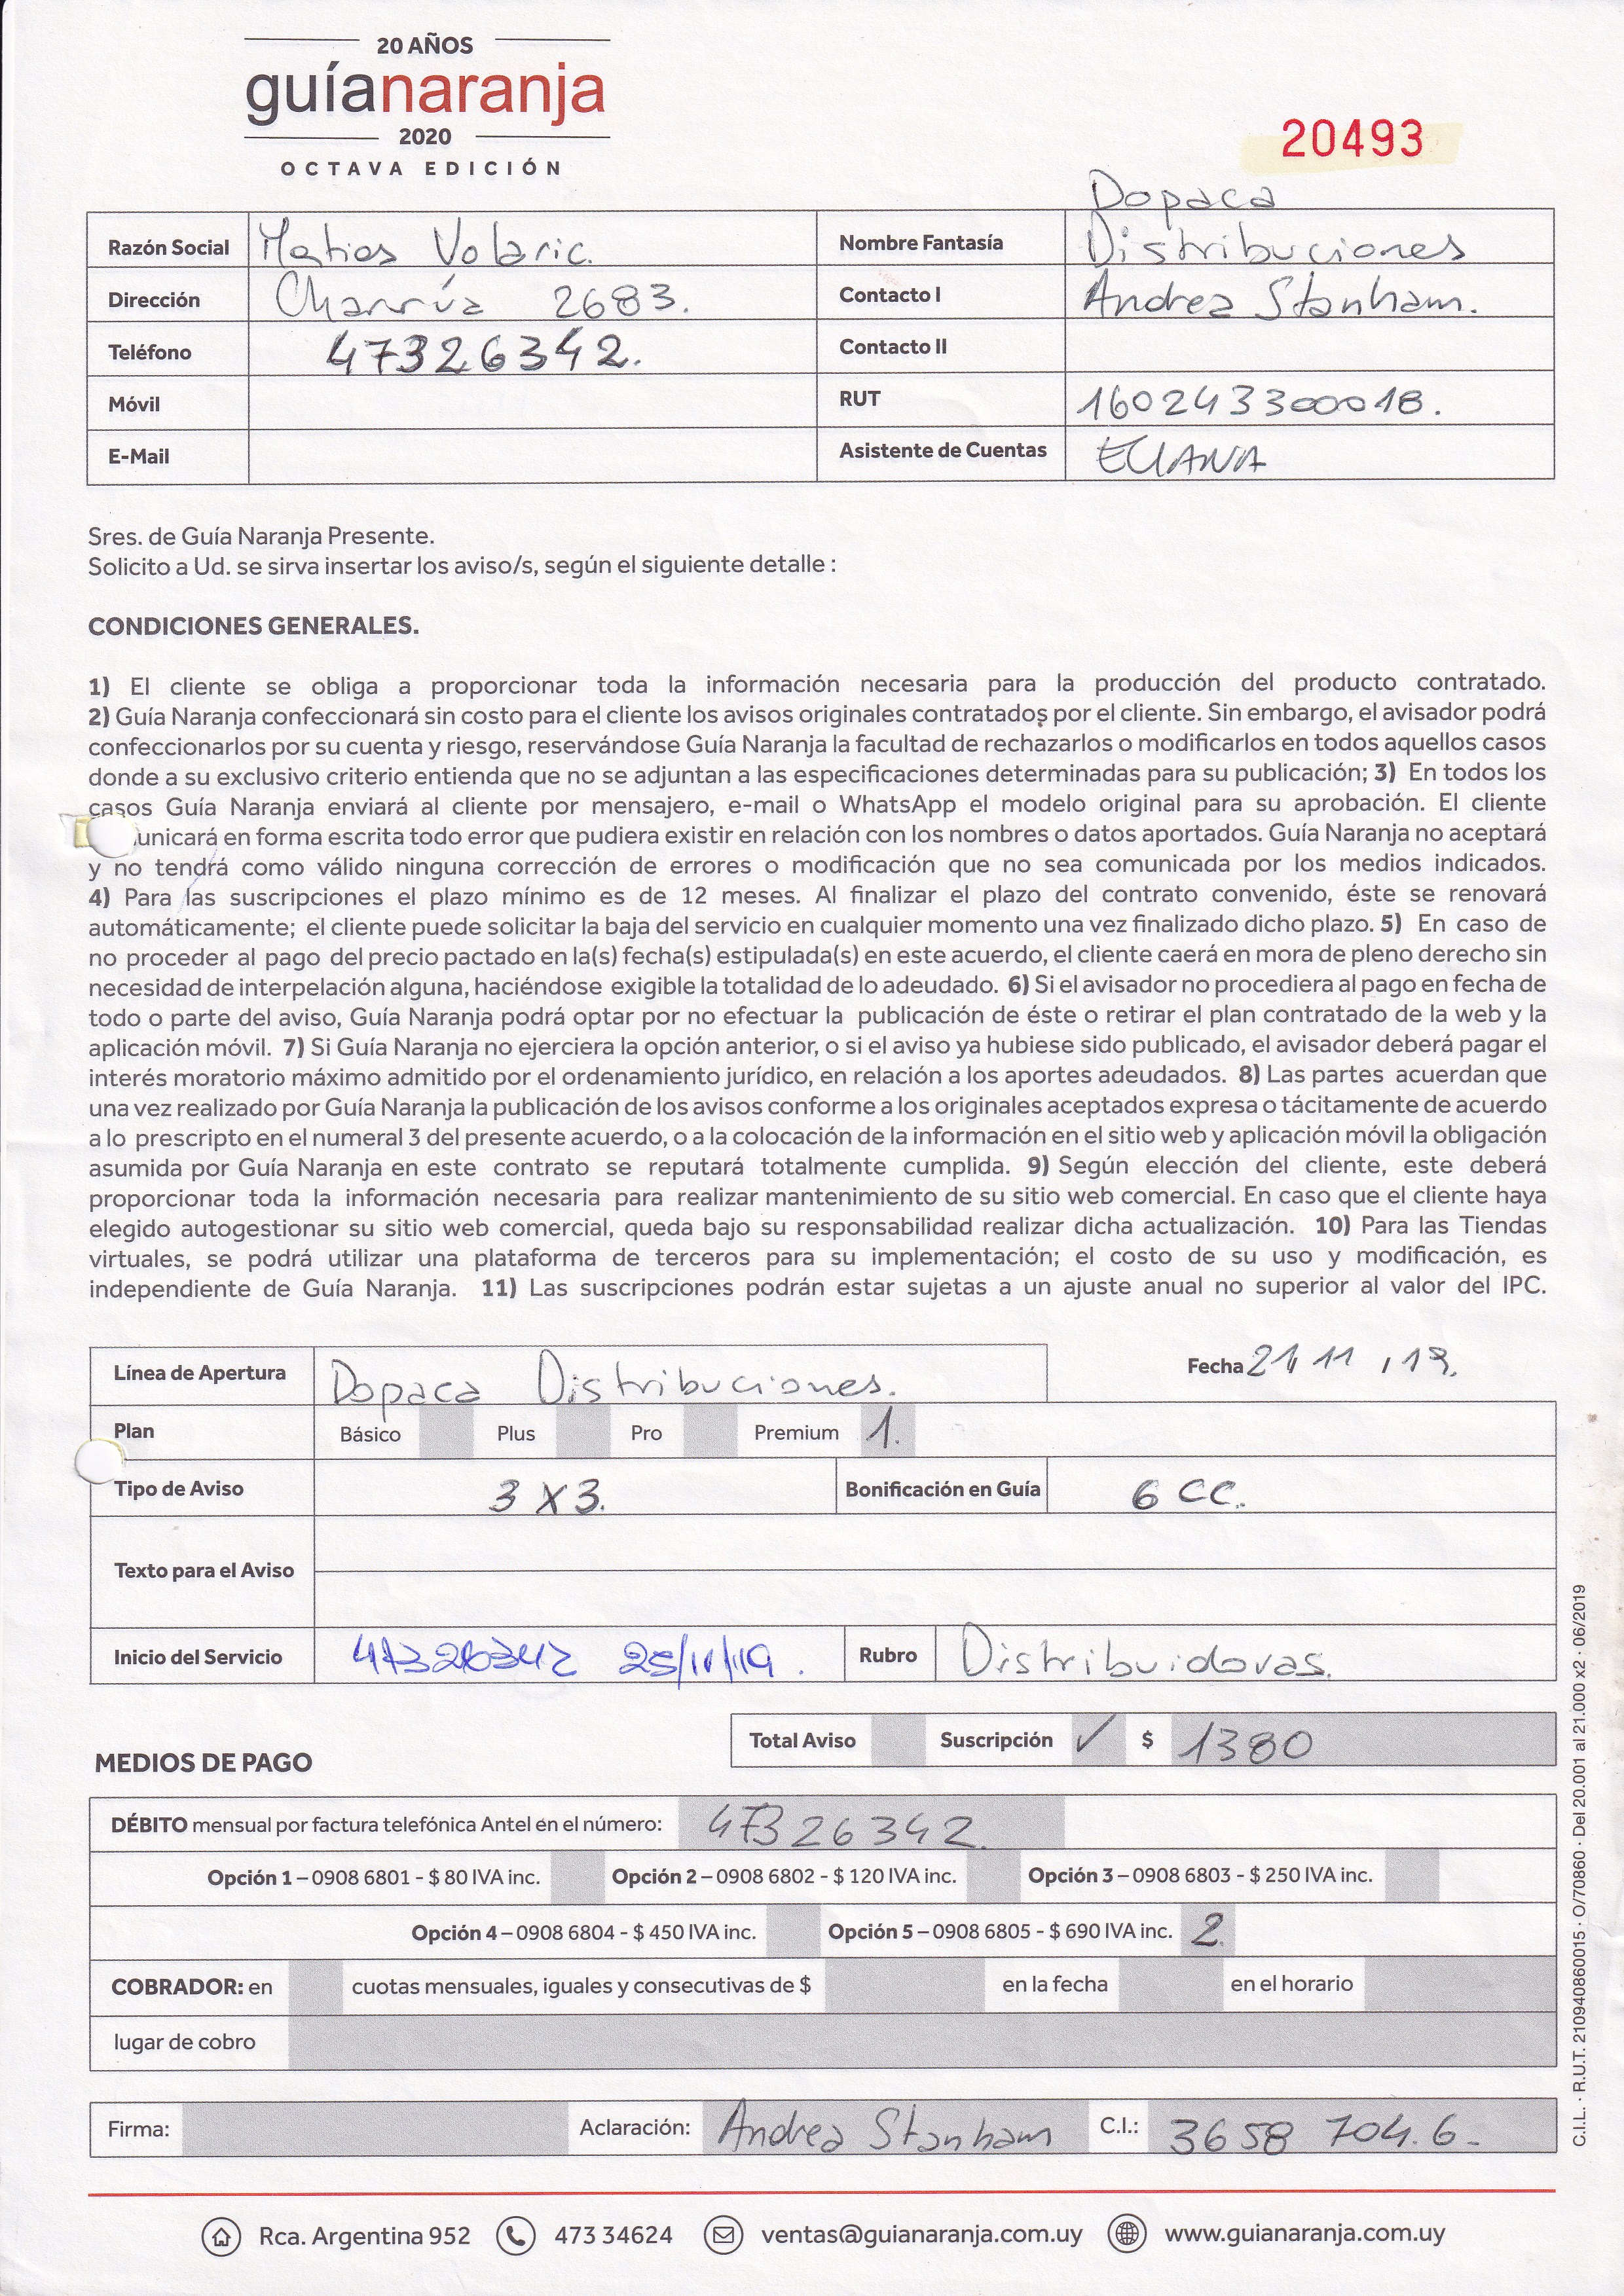 20 AÑOS
guíanaranja
2020
OCTAVA EDICIÓN
20493
Razón Social Matias Volaric. Nombre Fantasía Dopaca Distribuciones
Dirección Charrúa 2683. Contacto I Andrea Stanham.
Teléfono 47326342. Contacto II
Móvil RUT 160243300018.
E-Mail Asistente de Cuentas ELIANA
Sres. de Guía Naranja Presente.
Solicito a Ud. se sirva insertar los aviso/s, según el siguiente detalle :
CONDICIONES GENERALES.
1) El cliente se obliga a proporcionar toda la información necesaria para la producción del producto contratado.
2) Guía Naranja confeccionará sin costo para el cliente los avisos originales contratados por el cliente. Sin embargo, el avisador podrá
confeccionarlos por su cuenta y riesgo, reservándose Guía Naranja la facultad de rechazarlos o modificarlos en todos aquellos casos
donde a su exclusivo criterio entienda que no se adjuntan a las especificaciones determinadas para su publicación; 3) En todos los
casos Guía Naranja enviará al cliente por mensajero, e-mail o WhatsApp el modelo original para su aprobación. El cliente
unicará en forma escrita todo error que pudiera existir en relación con los nombres o datos aportados. Guía Naranja no aceptará
y no tendrá como válido ninguna corrección de errores o modificación que no sea comunicada por los medios indicados.
4) Para las suscripciones el plazo mínimo es de 12 meses. Al finalizar el plazo del contrato convenido, éste se renovará
automáticamente; el cliente puede solicitar la baja del servicio en cualquier momento una vez finalizado dicho plazo. 5) En caso de
no proceder al pago del precio pactado en la(s) fecha(s) estipulada(s) en este acuerdo, el cliente caerá en mora de pleno derecho sin
necesidad de interpelación alguna, haciéndose exigible la totalidad de lo adeudado. 6) Si el avisador no procediera al pago en fecha de
todo o parte del aviso, Guía Naranja podrá optar por no efectuar la publicación de éste o retirar el plan contratado de la web y la
aplicación móvil. 7) Si Guía Naranja no ejerciera la opción anterior, o si el aviso ya hubiese sido publicado, el avisador deberá pagar el
interés moratorio máximo admitido por el ordenamiento jurídico, en relación a los aportes adeudados. 8) Las partes acuerdan que
una vez realizado por Guía Naranja la publicación de los avisos conforme a los originales aceptados expresa o tácitamente de acuerdo
a lo prescripto en el numeral 3 del presente acuerdo, o a la colocación de la información en el sitio web y aplicación móvil la obligación
asumida por Guía Naranja en este contrato se reputará totalmente cumplida. 9) Según elección del cliente, este deberá
proporcionar toda la información necesaria para realizar mantenimiento de su sitio web comercial. En caso que el cliente haya
elegido autogestionar su sitio web comercial, queda bajo su responsabilidad realizar dicha actualización. 10) Para las Tiendas
virtuales, se podrá utilizar una plataforma de terceros para su implementación; el costo de su uso y modificación, es
independiente de Guía Naranja. 11) Las suscripciones podrán estar sujetas a un ajuste anual no superior al valor del IPC.
Línea de Apertura Dopaca Distribuciones. Fecha 21/11/19.
Plan Básico Plus Pro Premium 1.
Tipo de Aviso 3 X 3. Bonificación en Guía 6 CC.
Texto para el Aviso
Inicio del Servicio 47326342 25/11/19. Rubro Distribuidoras.
Total Aviso Suscripción ✓ $ 1380
MEDIOS DE PAGO
DÉBITO mensual por factura telefónica Antel en el número: 47326342.
Opción 1 – 0908 6801 - $ 80 IVA inc. Opción 2 – 0908 6802 - $ 120 IVA inc. Opción 3 – 0908 6803 - $ 250 IVA inc.
Opción 4 – 0908 6804 - $ 450 IVA inc. Opción 5 – 0908 6805 - $ 690 IVA inc. 2.
COBRADOR: en cuotas mensuales, iguales y consecutivas de $ en la fecha en el horario
lugar de cobro
Firma: Aclaración: Andrea Stanham C.I.: 3658 704.6-
Rca. Argentina 952 473 34624 ventas@guianaranja.com.uy www.guianaranja.com.uy
C.I.L. · R.U.T. 210940860015 · O/70860 · Del 20.001 al 21.000 x2 · 06/2019